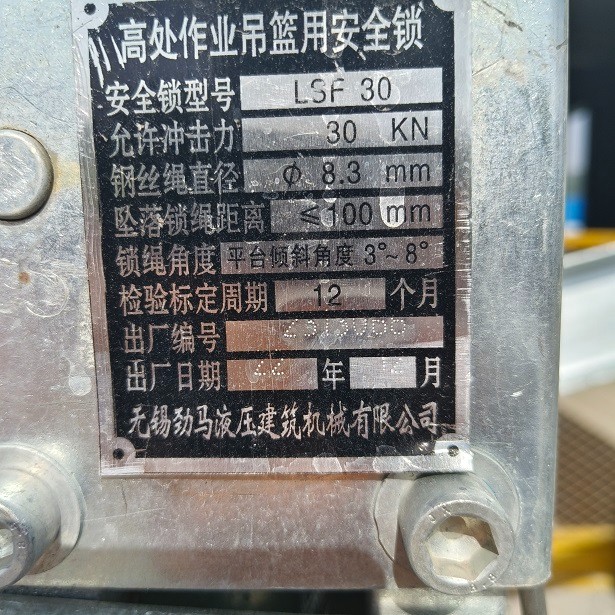 高处作业吊篮用安全锁
安全锁型号 LSF 30
允许冲击力 30 KN
钢丝绳直径 Φ 8.3 mm
坠落锁绳距离 ≤100 mm
锁绳角度 平台倾斜角度 3°~8°
检验标定周期 12 个月
出厂编号
出厂日期 22 年 月
无锡劲马液压建筑机械有限公司